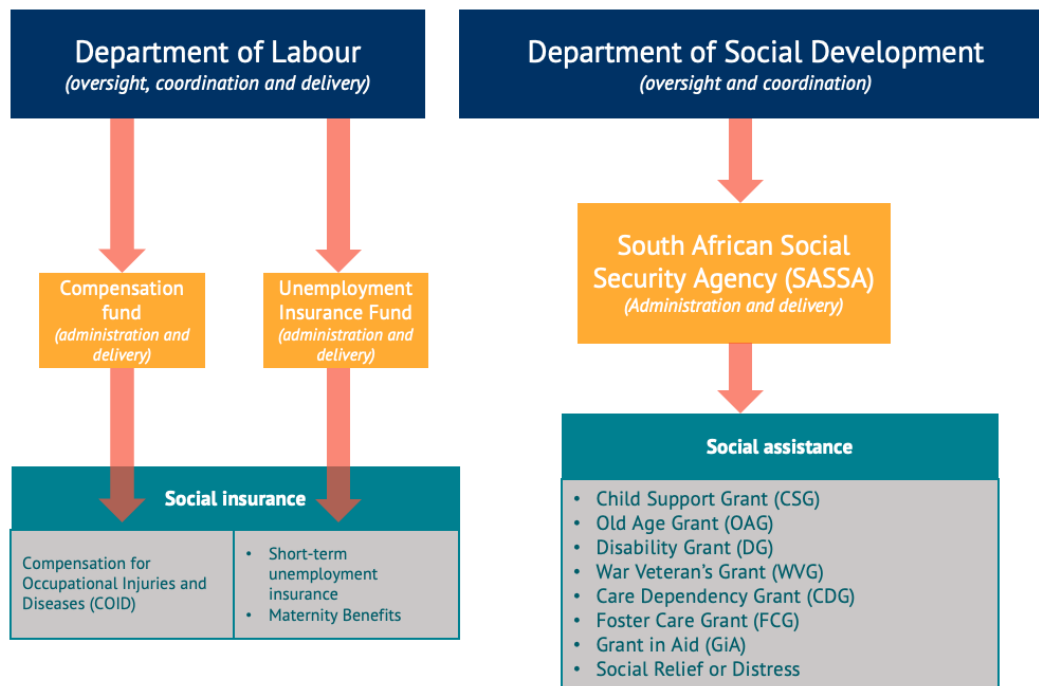 Department of Labour
(oversight, coordination and delivery)
Department of Social Development
(oversight and coordination)
Compensation
fund
(administration and
delivery)
Unemployment
Insurance Fund
(administration and
delivery)
South African Social
Security Agency (SASSA)
(Administration and delivery)
Social insurance
Compensation for
Occupational Injuries and
Diseases (COID)
• Short-term
unemployment
insurance
• Maternity Benefits
Social assistance
• Child Support Grant (CSG)
• Old Age Grant (OAG)
• Disability Grant (DG)
• War Veteran's Grant (WVG)
• Care Dependency Grant (CDG)
• Foster Care Grant (FCG)
• Grant in Aid (GiA)
• Social Relief or Distress